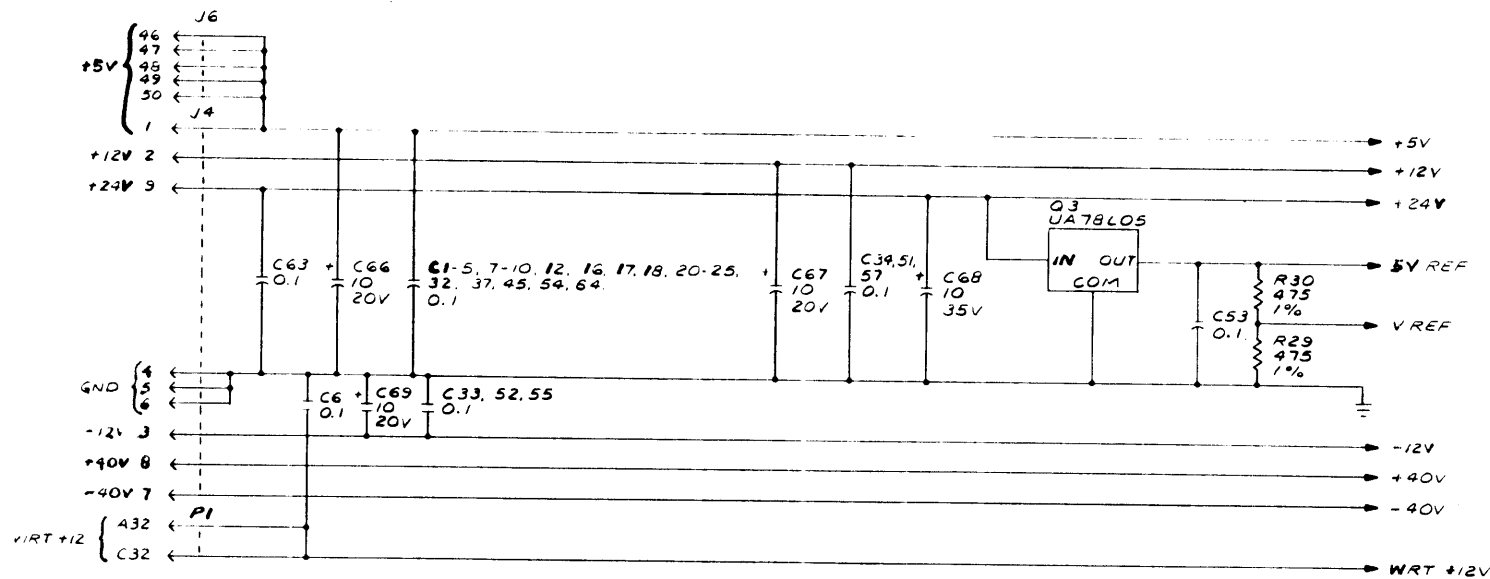 J6
46
47
+5V 48
49
50
J4
1
+12V 2
+24V 9
C63
0.1
+ C66
10
20V
C1-5, 7-10, 12, 16, 17, 18, 20-25,
32, 37, 45, 54, 64
0.1
+ C67
10
20V
C34, 51,
57
0.1
+ C68
10
35V
Q3
UA78L05
IN OUT
COM
C53
0.1
R30
475
1%
R29
475
1%
+5V
+12V
+24V
5V REF
V REF
4
GND 5
6
C6
0.1
+ C69
10
20V
C33, 52, 55
0.1
-12V 3
+40V 8
-40V 7
P1
A32
WRT +12
C32
-12V
+40V
-40V
WRT +12V